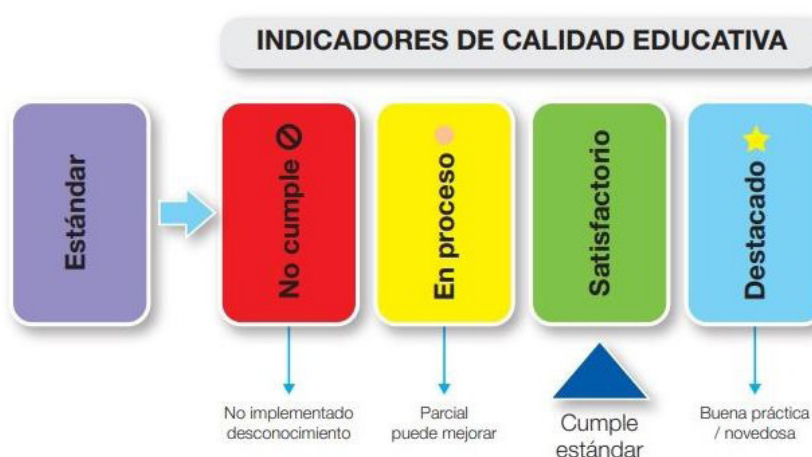 INDICADORES DE CALIDAD EDUCATIVA
Estándar
No cumple
En proceso
Satisfactorio
Destacado
No implementado
desconocimiento
Parcial
puede mejorar
Cumple
estándar
Buena práctica
/ novedosa